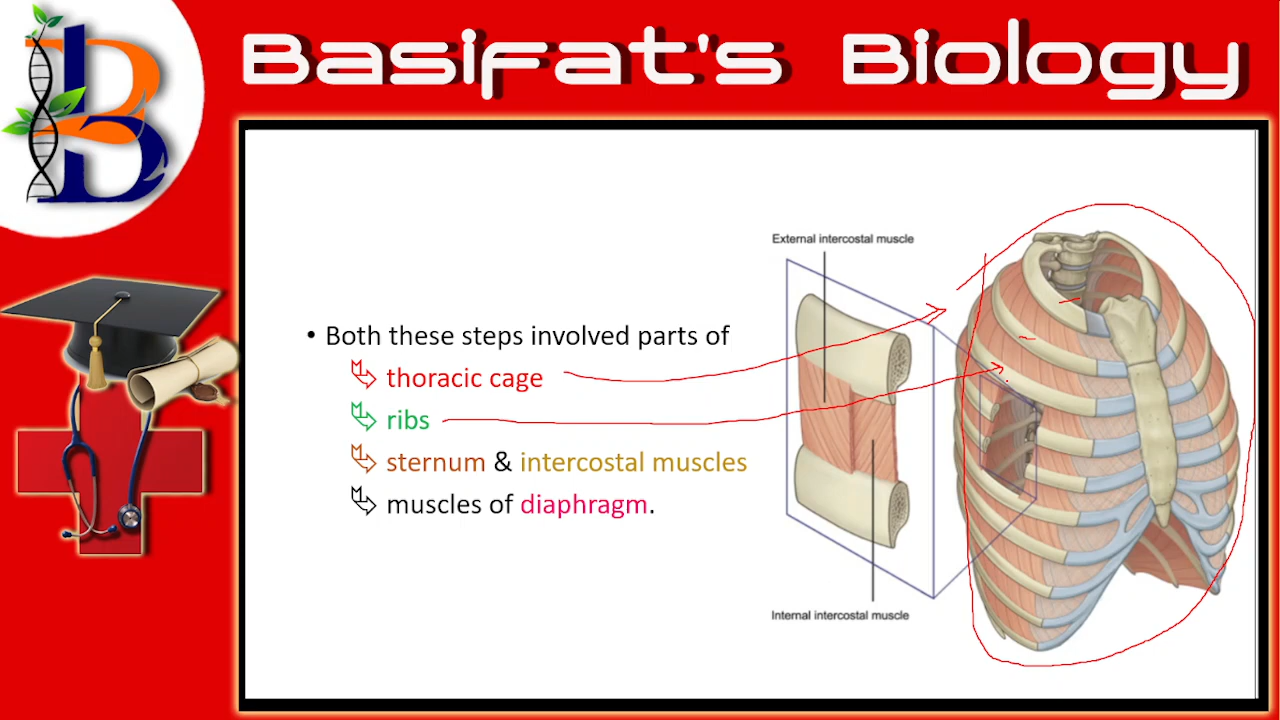 Basifat's Biology
External intercostal muscle
• Both these steps involved parts of
thoracic cage
ribs
sternum & intercostal muscles
muscles of diaphragm.
Internal intercostal muscle